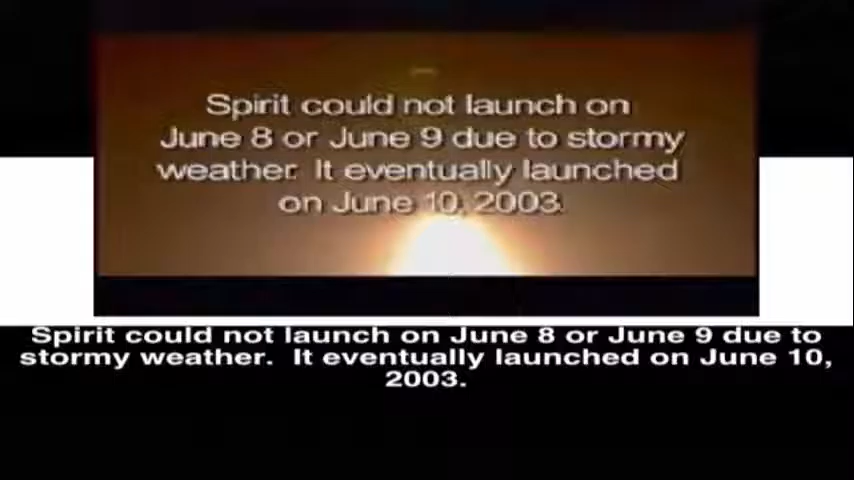 Spirit could not launch on
June 8 or June 9 due to stormy
weather. It eventually launched
on June 10, 2003.
Spirit could not launch on June 8 or June 9 due to
stormy weather.  It eventually launched on June 10,
2003.